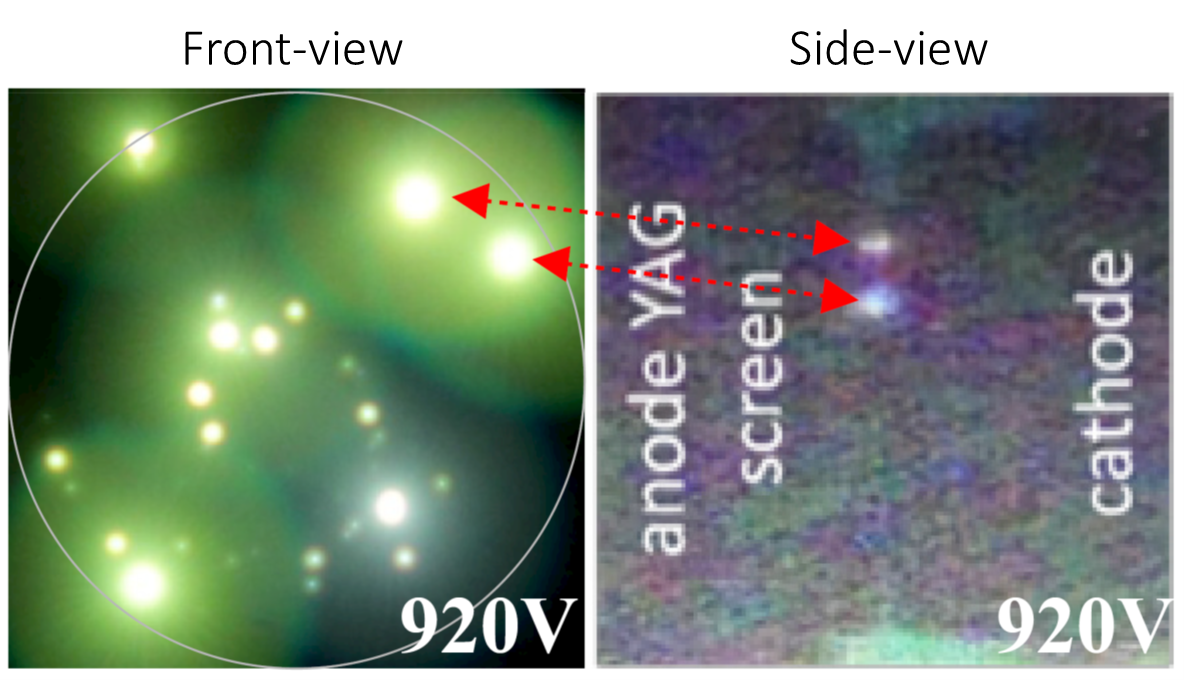 Front-view
Side-view
anode YAG
screen
cathode
920V
920V